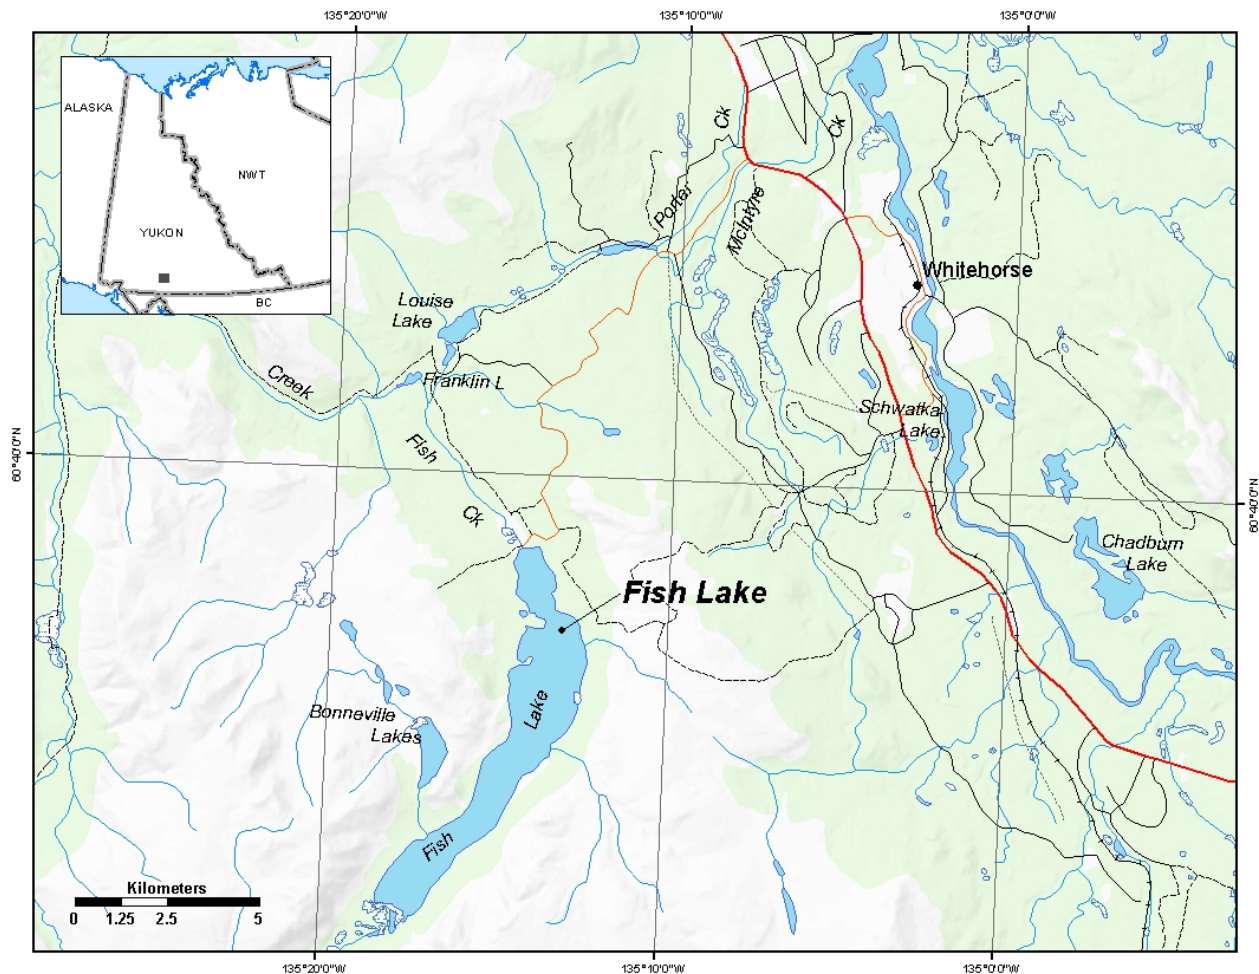 135°20'0"W
135°10'0"W
135°0'0"W
ALASKA
NWT
YUKON
BC
Ck
Ck
Porter
McIntyre
Whitehorse
Louise
Lake
Creek
Franklin L
Schwatka
Lake
Fish
Ck
60°40'0"N
60°40'0"N
Chadburn
Lake
Fish Lake
Lake
Bonneville
Lakes
Fish
Kilometers
0 1.25 2.5 5
135°20'0"W
135°10'0"W
135°0'0"W